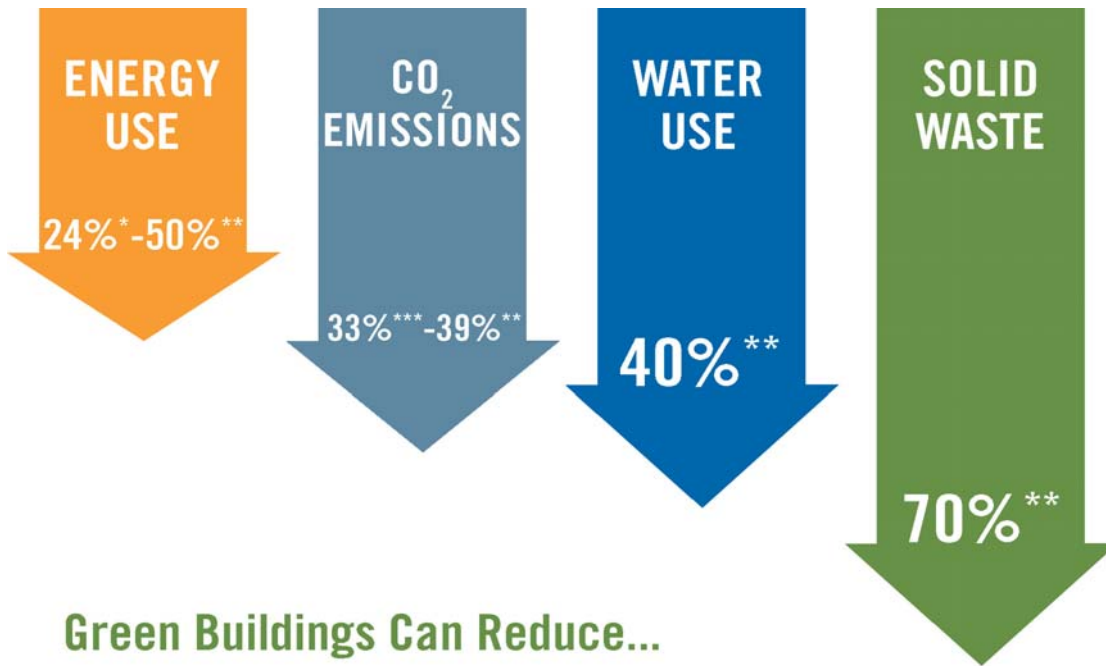 ENERGY
USE
24%*-50%**
CO₂
EMISSIONS
33%***-39%**
WATER
USE
40%**
SOLID
WASTE
70%**
Green Buildings Can Reduce...